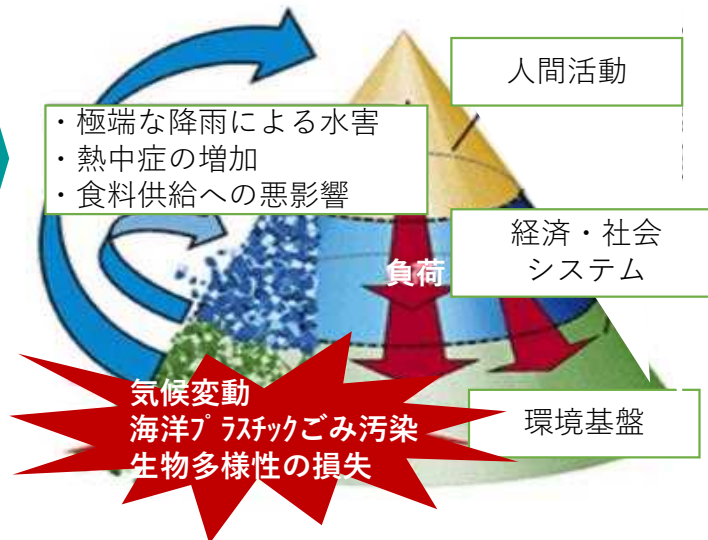 人間活動
・極端な降雨による水害
・熱中症の増加
・食料供給への悪影響
経済・社会
システム
負荷
気候変動
海洋ﾌﾟﾗｽﾁｯｸごみ汚染
生物多様性の損失
環境基盤